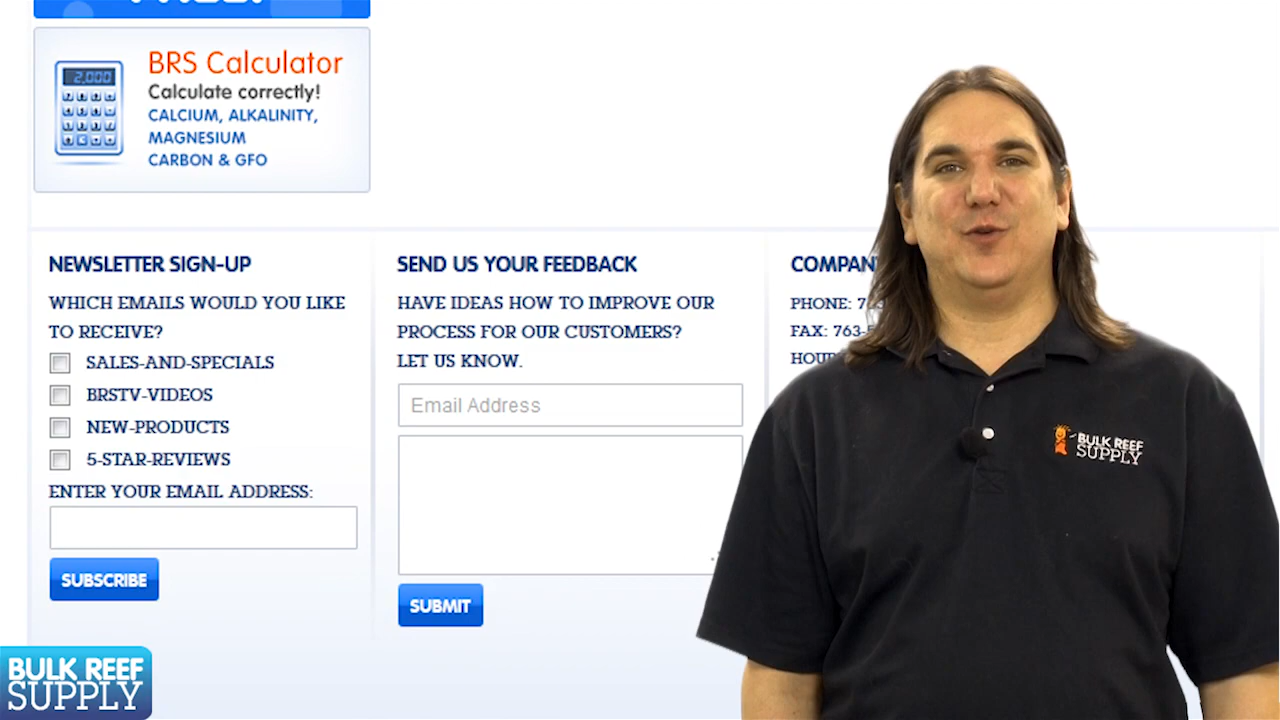 2,000
BRS Calculator
Calculate correctly!
CALCIUM, ALKALINITY,
MAGNESIUM
CARBON & GFO
NEWSLETTER SIGN-UP
WHICH EMAILS WOULD YOU LIKE
TO RECEIVE?
SALES-AND-SPECIALS
BRSTV-VIDEOS
NEW-PRODUCTS
5-STAR-REVIEWS
ENTER YOUR EMAIL ADDRESS:
SUBSCRIBE
SEND US YOUR FEEDBACK
HAVE IDEAS HOW TO IMPROVE OUR
PROCESS FOR OUR CUSTOMERS?
LET US KNOW.
Email Address
SUBMIT
PHONE:
FAX: 763-
BULK REEF
SUPPLY
BULK REEF
SUPPLY